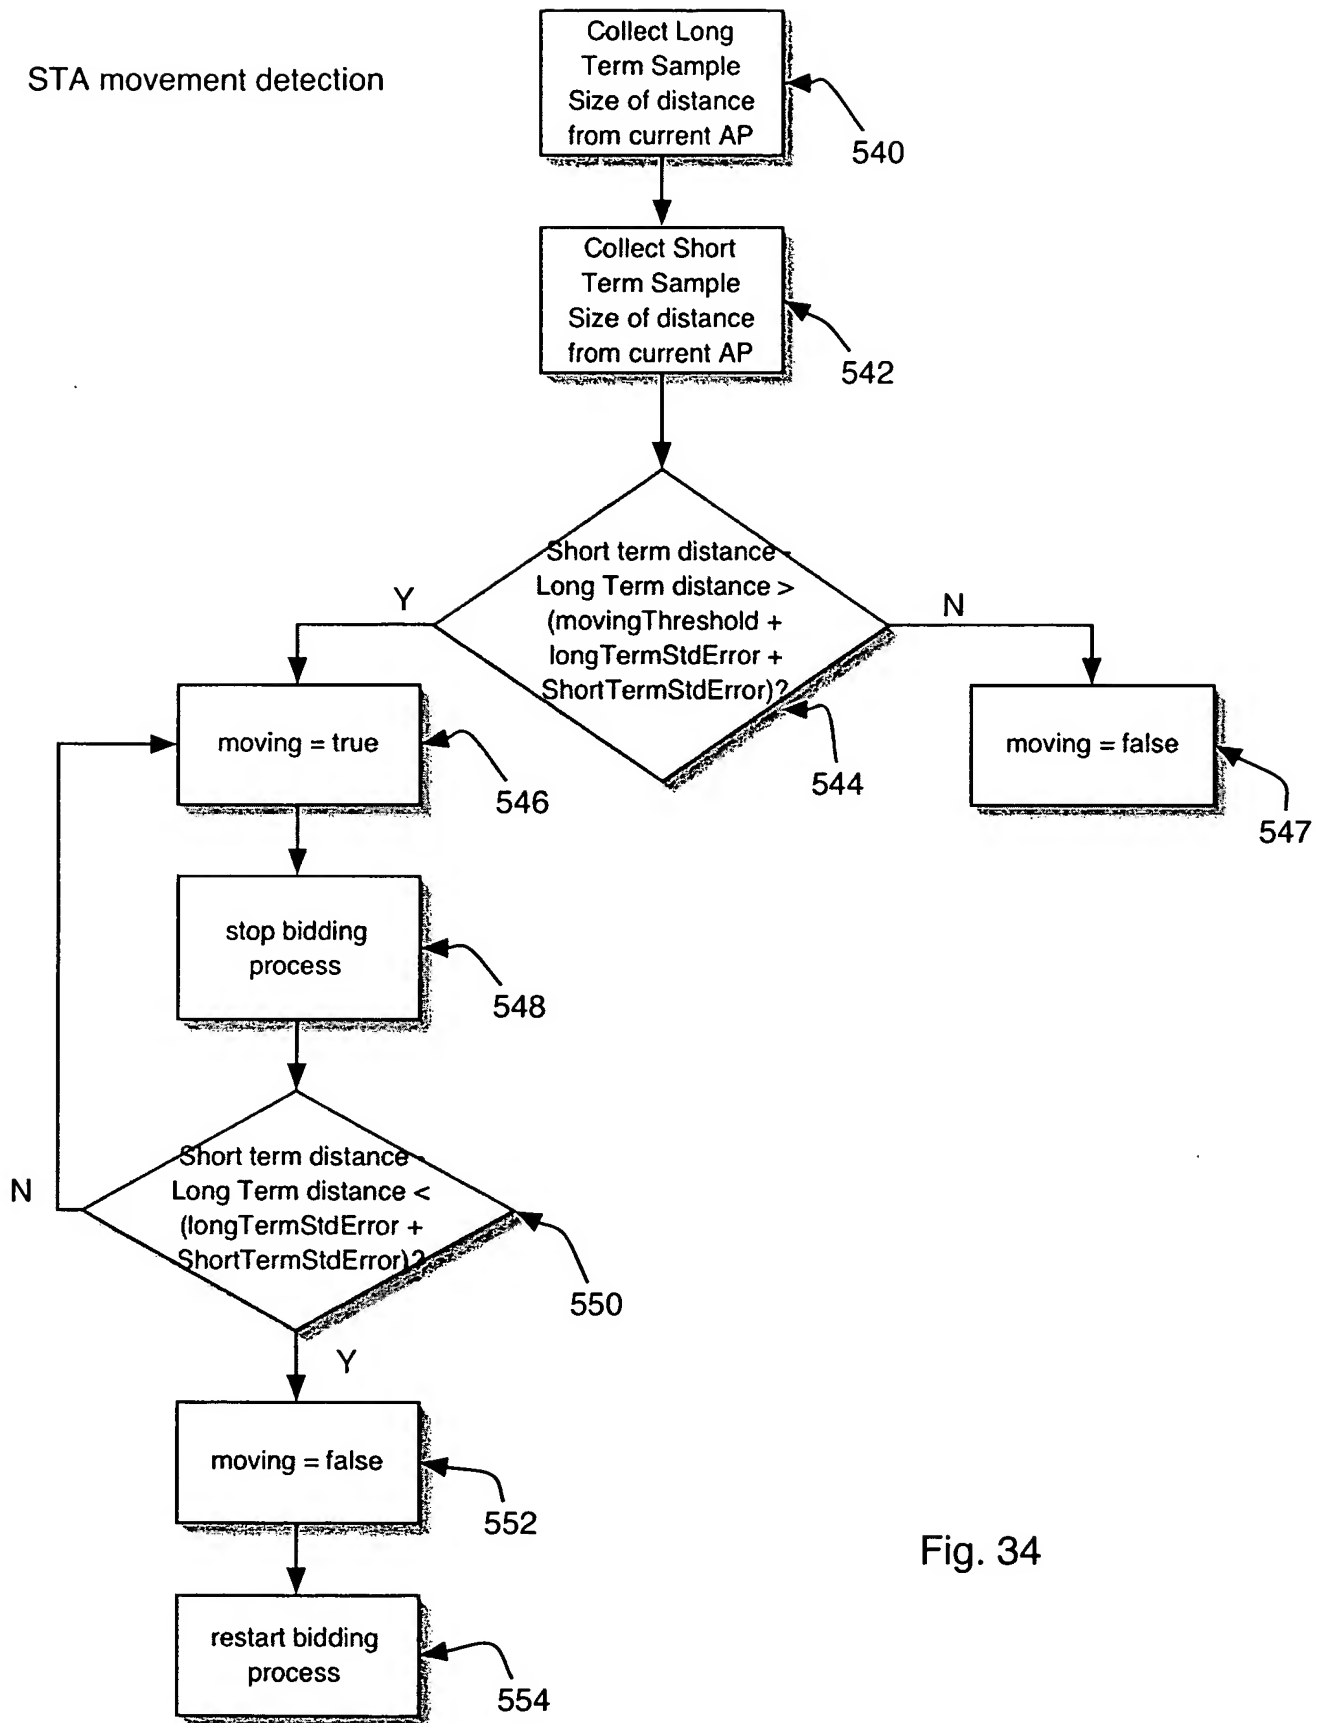 Collect Long
Term Sample
Size of distance
from current AP
STA movement detection
540
Collect Short
Term Sample
Size of distance
from current AP
542
Short term distance -
Long Term distance >
(movingThreshold +
longTermStdError +
ShortTermStdError)?
Y
N
544
moving = true
546
moving = false
547
stop bidding
process
548
Short term distance -
Long Term distance <
(longTermStdError +
ShortTermStdError)?
N
550
Y
moving = false
552
Fig. 34
restart bidding
process
554